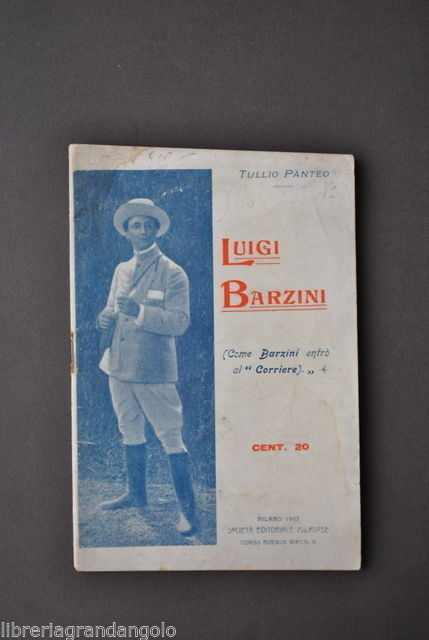 TULLIO PANTEO
LUIGI
BARZINI
(Come Barzini entrò
al " Corriere). „
CENT. 20
MILANO
SOCIETÀ EDITORIALE MILANESE
CORSO BUENOS AIRES, 9
libreriagrandangolo